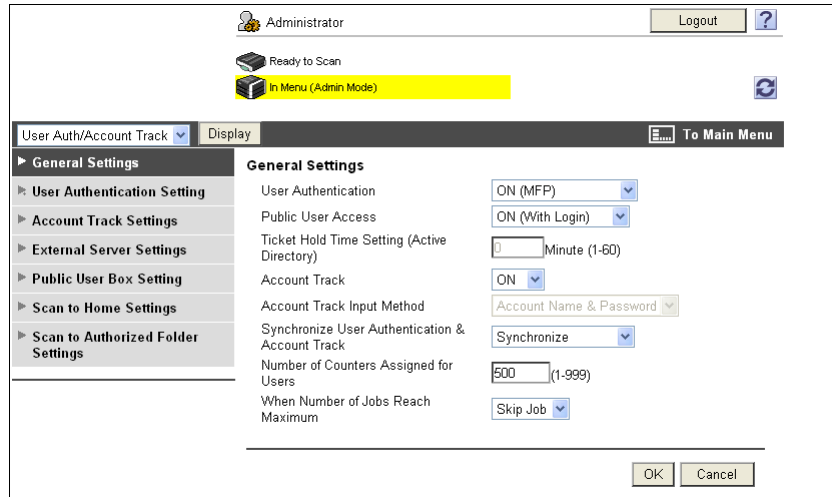 Administrator
Logout
?
Ready to Scan
In Menu (Admin Mode)
User Auth/Account Track
Display
To Main Menu
General Settings
User Authentication Setting
Account Track Settings
External Server Settings
Public User Box Setting
Scan to Home Settings
Scan to Authorized Folder
Settings
General Settings
User Authentication ON (MFP)
Public User Access ON (With Login)
Ticket Hold Time Setting (Active
Directory) 0 Minute (1-60)
Account Track ON
Account Track Input Method Account Name & Password
Synchronize User Authentication &
Account Track Synchronize
Number of Counters Assigned for
Users 500 (1-999)
When Number of Jobs Reach
Maximum Skip Job
OK Cancel